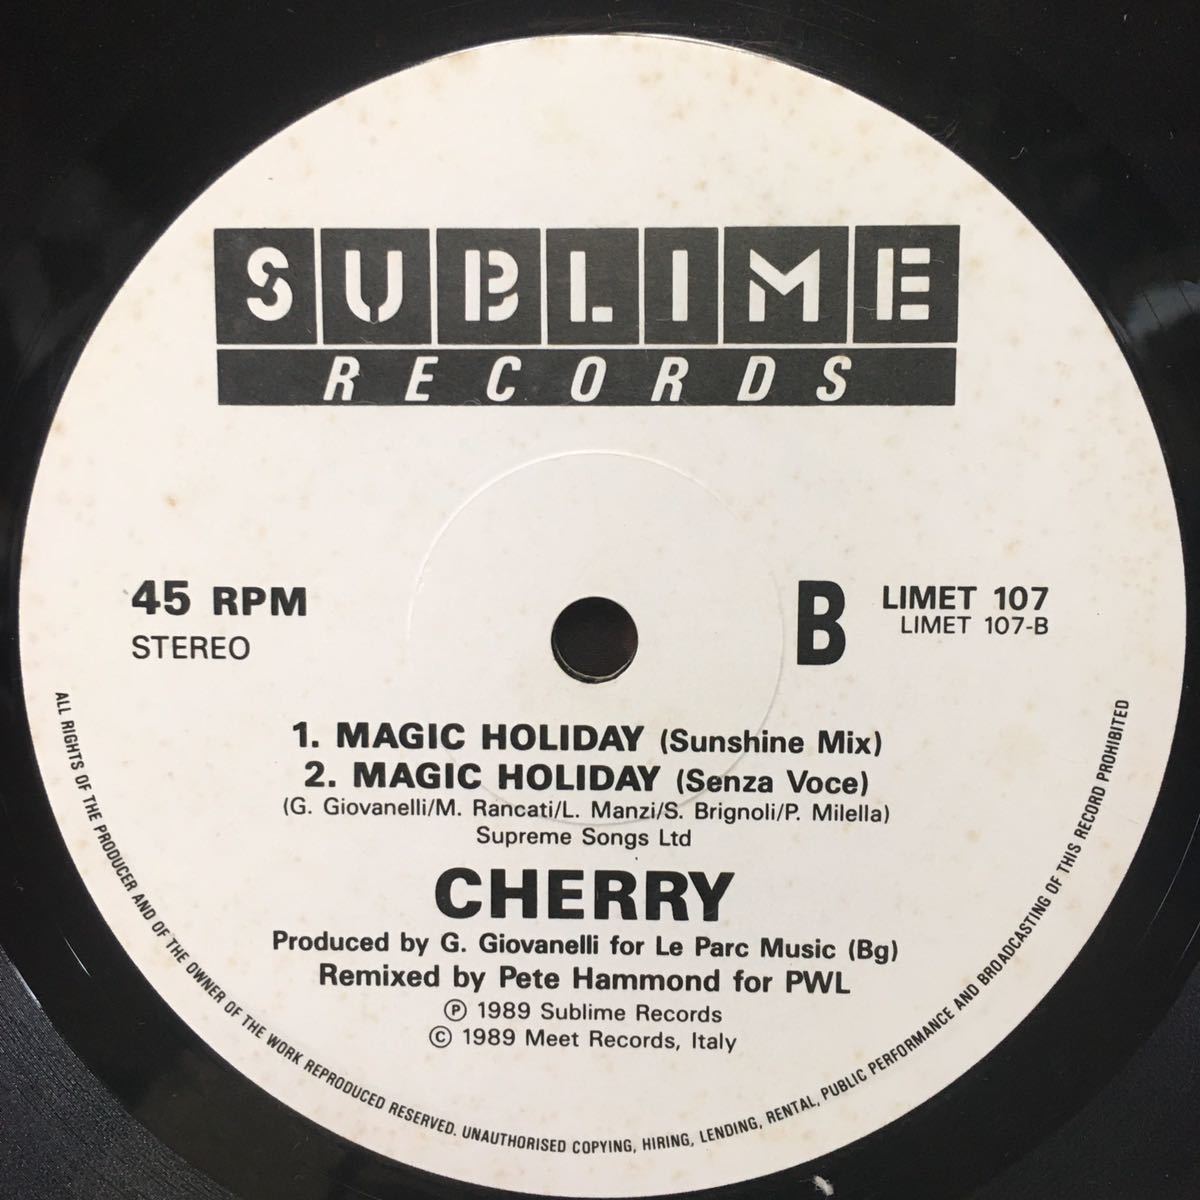 SUBLIME
RECORDS
45 RPM
STEREO
B
LIMET 107
LIMET 107-B
1. MAGIC HOLIDAY (Sunshine Mix)
2. MAGIC HOLIDAY (Senza Voce)
(G. Giovanelli/M. Rancati/L. Manzi/S. Brignoli/P. Milella)
Supreme Songs Ltd
CHERRY
Produced by G. Giovanelli for Le Parc Music (Bg)
Remixed by Pete Hammond for PWL
℗ 1989 Sublime Records
© 1989 Meet Records, Italy
ALL RIGHTS OF THE PRODUCER AND OF THE OWNER OF THE WORK REPRODUCED RESERVED. UNAUTHORISED COPYING, HIRING, LENDING, RENTAL, PUBLIC PERFORMANCE AND BROADCASTING OF THIS RECORD PROHIBITED